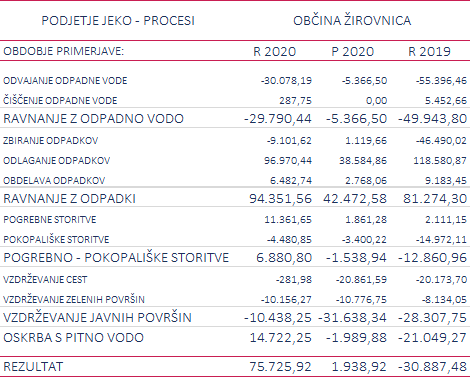 PODJETJE JEKO - PROCESI OBČINA ŽIROVNICA
OBDOBJE PRIMERJAVE: R 2020 P 2020 R 2019
ODVAJANJE ODPADNE VODE -30.078,19 -5.366,50 -55.396,46
ČIŠČENJE ODPADNE VODE 287,75 0,00 5.452,66
RAVNANJE Z ODPADNO VODO -29.790,44 -5.366,50 -49.943,80
ZBIRANJE ODPADKOV -9.101,62 1.119,66 -46.490,02
ODLAGANJE ODPADKOV 96.970,44 38.584,86 118.580,87
OBDELAVA ODPADKOV 6.482,74 2.768,06 9.183,45
RAVNANJE Z ODPADKI 94.351,56 42.472,58 81.274,30
POGREBNE STORITVE 11.361,65 1.861,28 2.111,15
POKOPALIŠKE STORITVE -4.480,85 -3.400,22 -14.972,11
POGREBNO - POKOPALIŠKE STORITVE 6.880,80 -1.538,94 -12.860,96
VZDRŽEVANJE CEST -281,98 -20.861,59 -20.173,70
VZDRŽEVANJE ZELENIH POVRŠIN -10.156,27 -10.776,75 -8.134,05
VZDRŽEVANJE JAVNIH POVRŠIN -10.438,25 -31.638,34 -28.307,75
OSKRBA S PITNO VODO 14.722,25 -1.989,88 -21.049,27
REZULTAT 75.725,92 1.938,92 -30.887,48